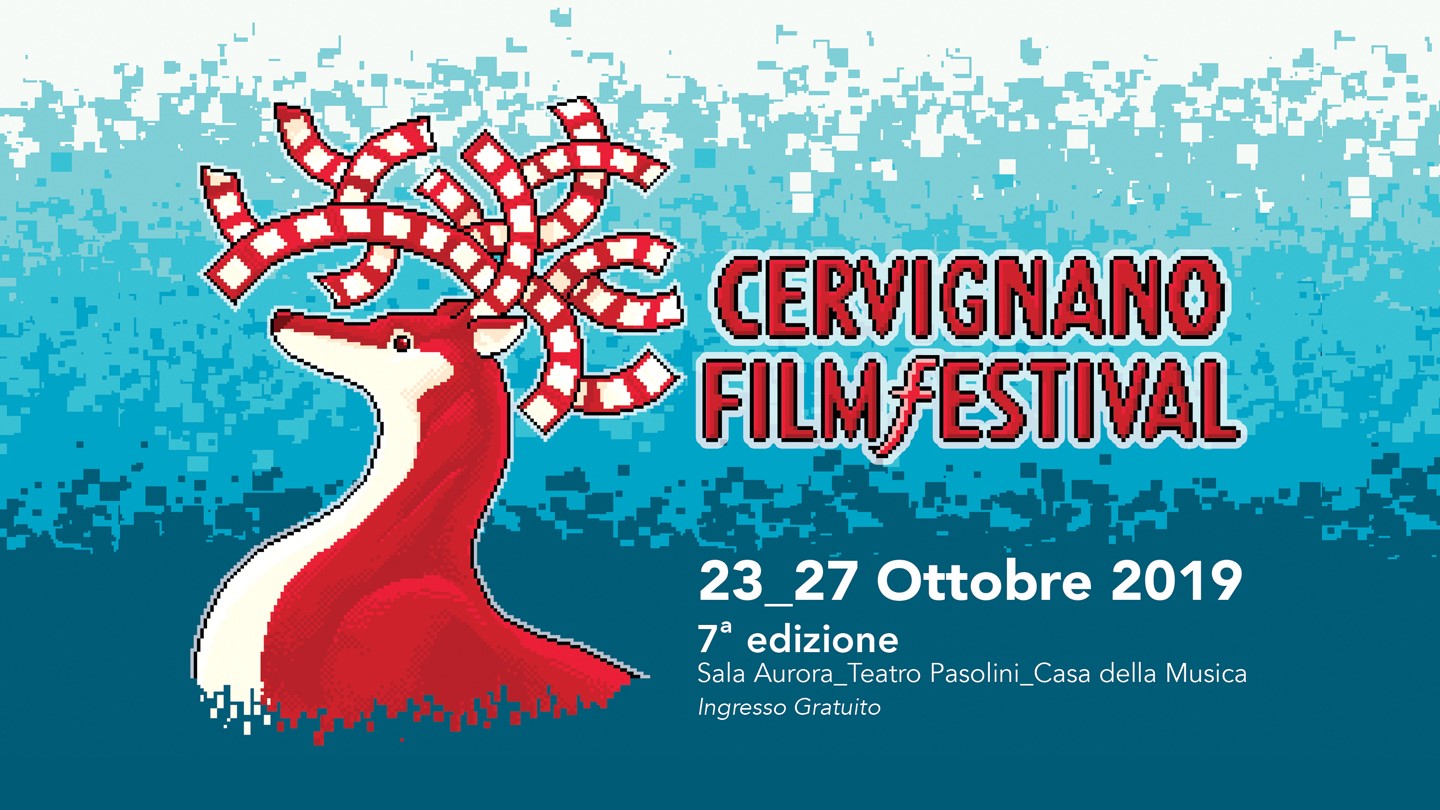 CERVIGNANO
FILMfESTIVAL
23_27 Ottobre 2019
7ª edizione
Sala Aurora_Teatro Pasolini_Casa della Musica
Ingresso Gratuito